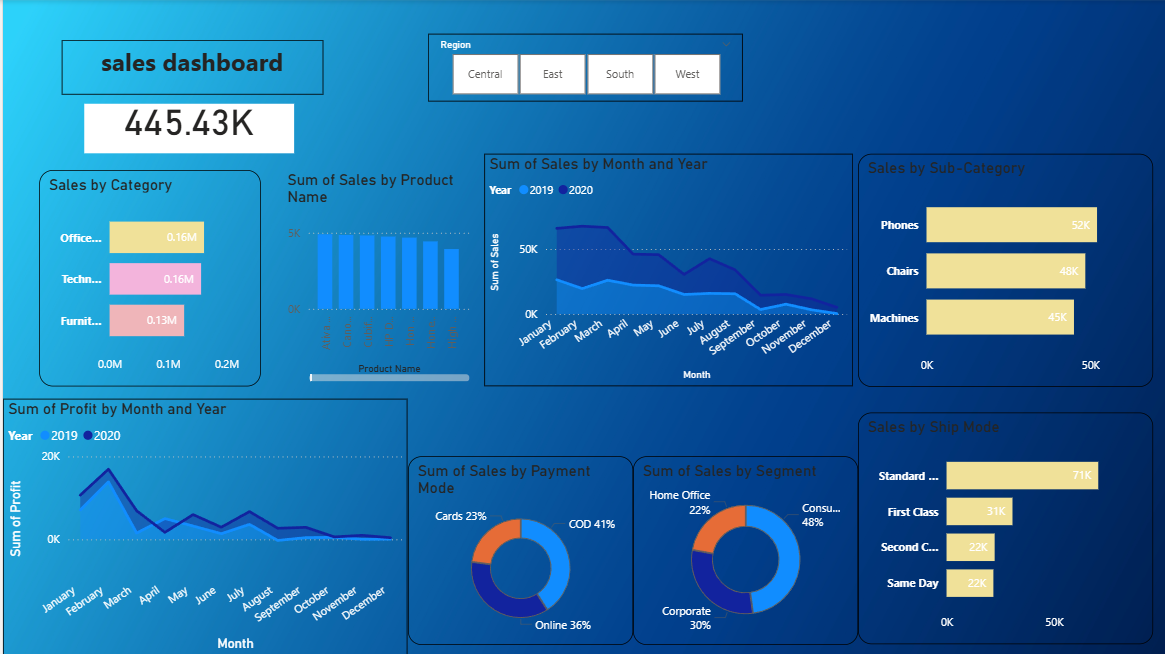 sales dashboard
445.43K
Region
Central
East
South
West
Sales by Category
Office...
0.16M
Techn...
0.16M
Furnit...
0.13M
0.0M
0.1M
0.2M
Sum of Sales by Product
Name
5K
0K
Product Name
Sum of Sales by Month and Year
Year 2019 2020
Sum of Sales
50K
0K
January
February
March
April
May
June
July
August
September
October
November
December
Month
Sales by Sub-Category
Phones
52K
Chairs
48K
Machines
45K
0K
50K
Sum of Profit by Month and Year
Year 2019 2020
Sum of Profit
20K
0K
January
February
March
April
May
June
July
August
September
October
November
December
Month
Sum of Sales by Payment
Mode
Cards 23%
COD 41%
Online 36%
Sum of Sales by Segment
Home Office
22%
Consu...
48%
Corporate
30%
Sales by Ship Mode
Standard ...
71K
First Class
31K
Second C...
22K
Same Day
22K
0K
50K